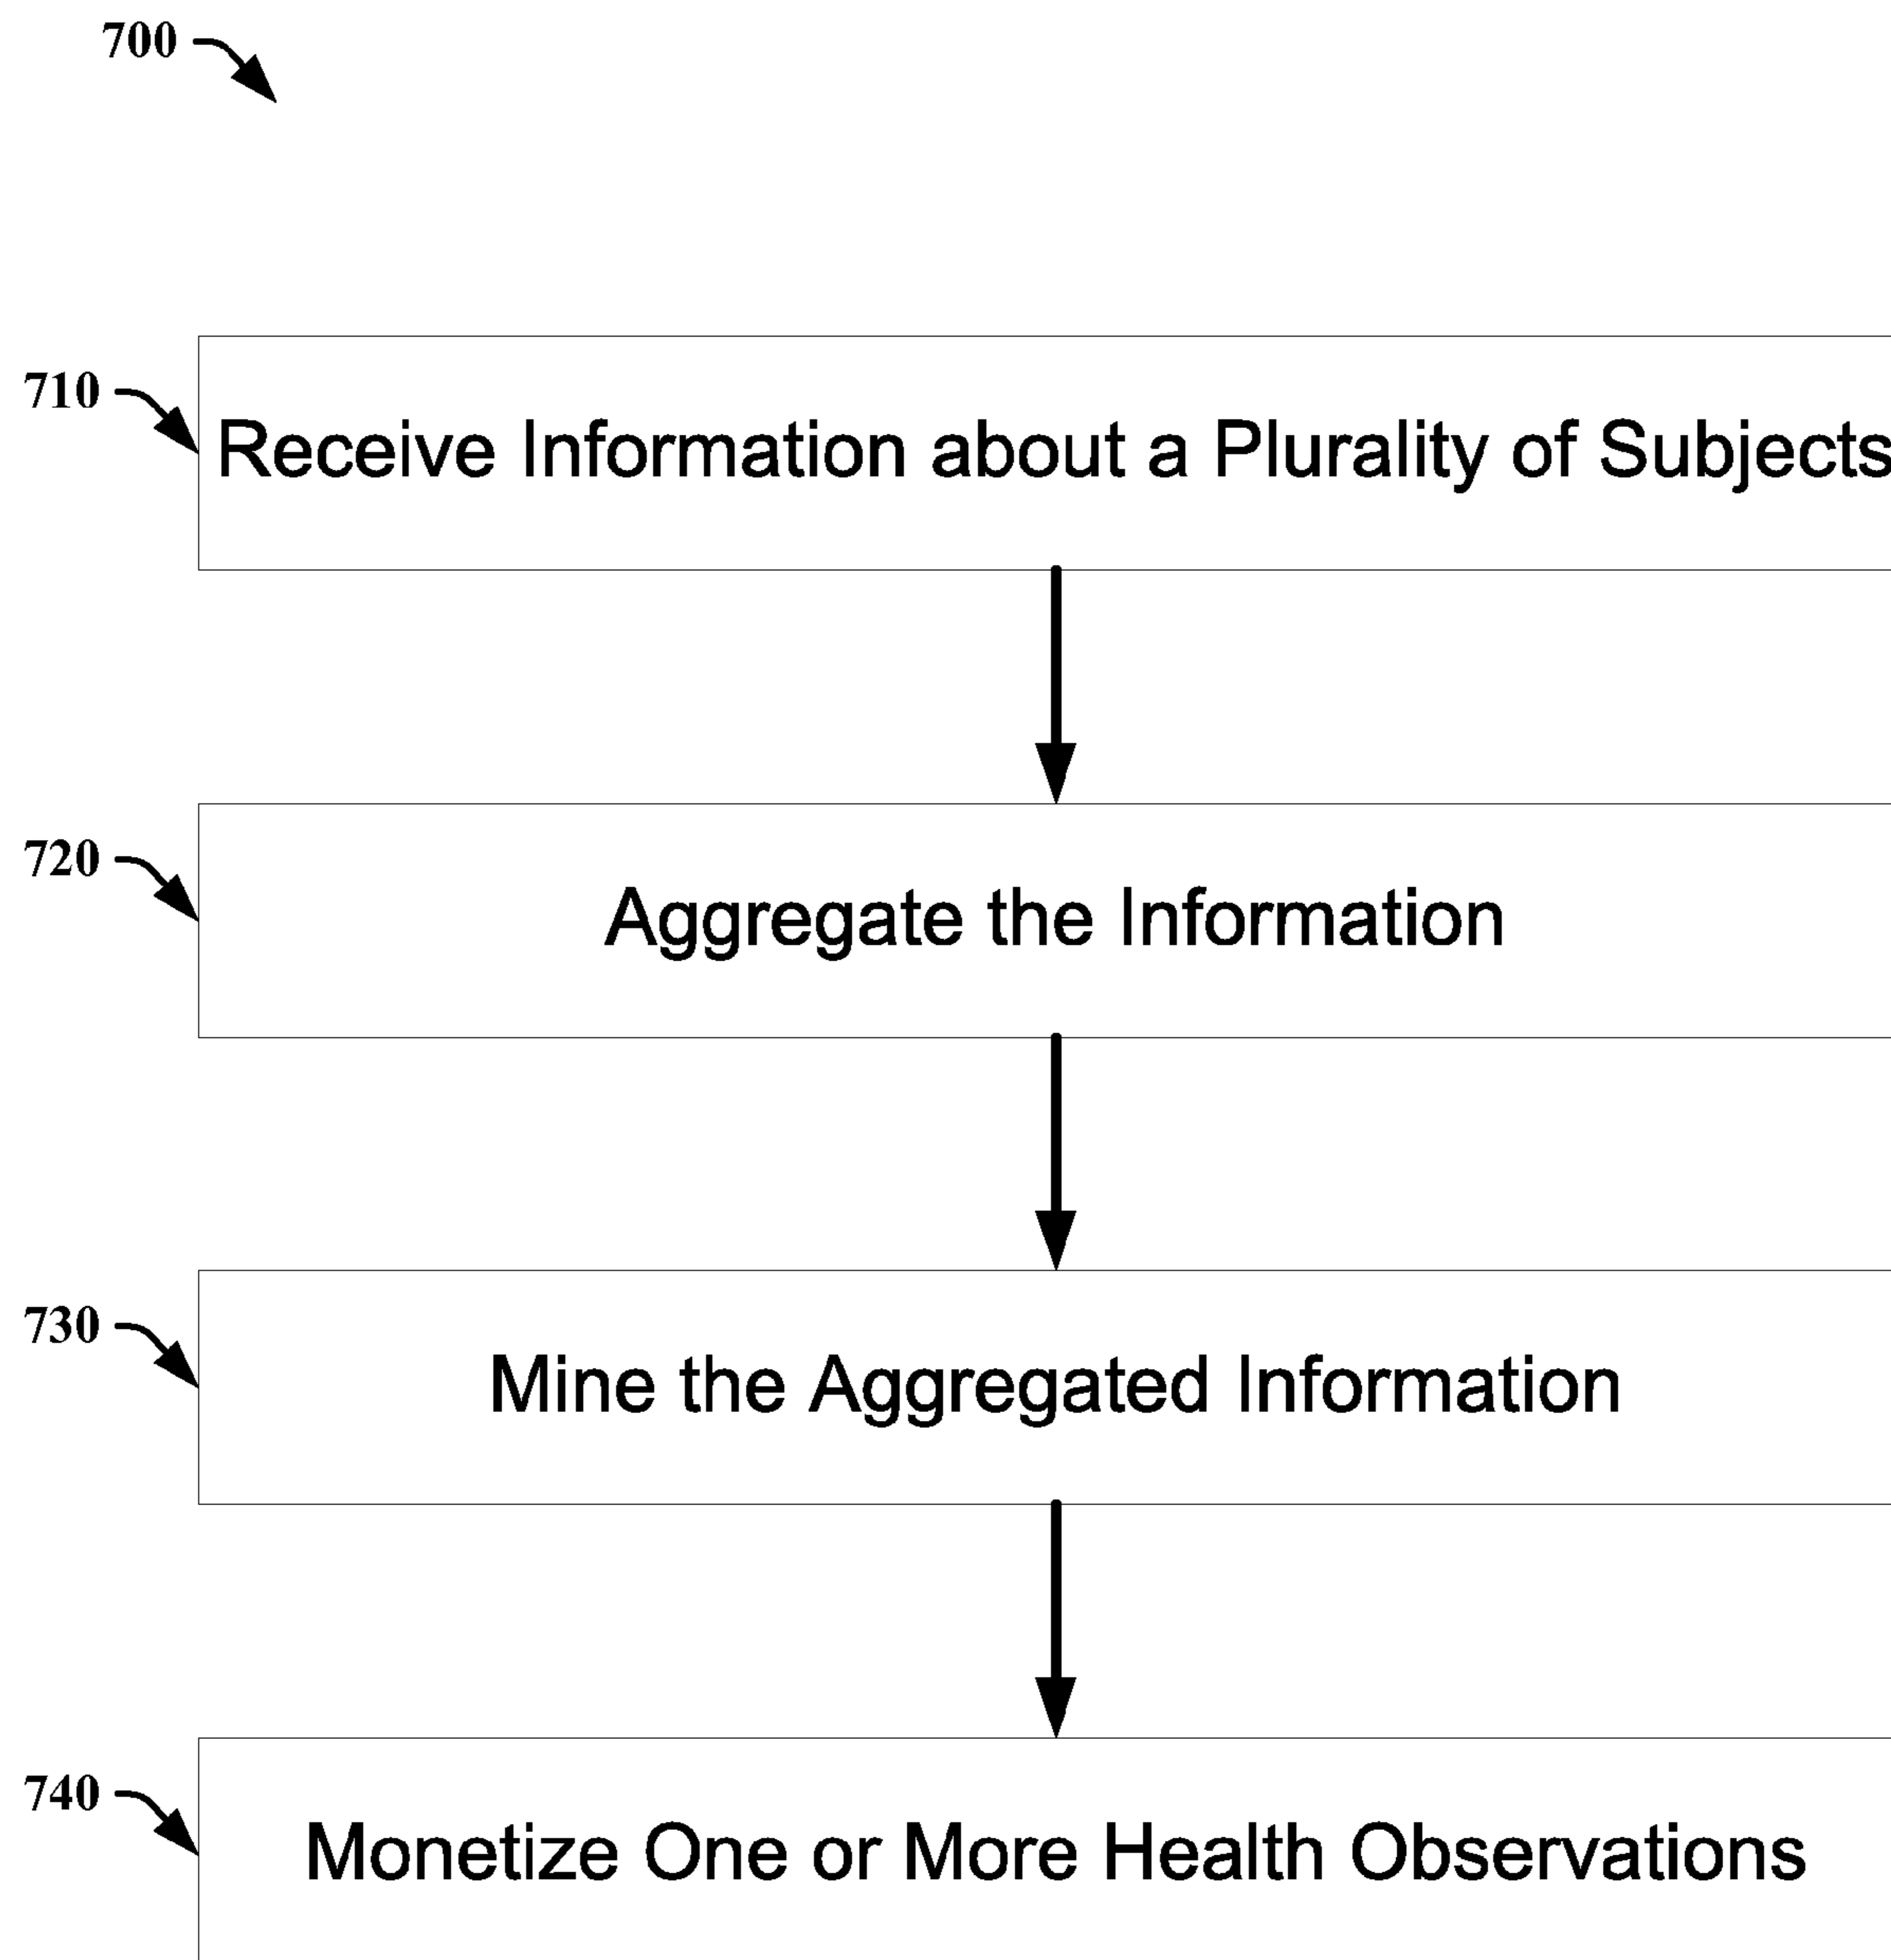 700
710 Receive Information about a Plurality of Subjects
720 Aggregate the Information
730 Mine the Aggregated Information
740 Monetize One or More Health Observations